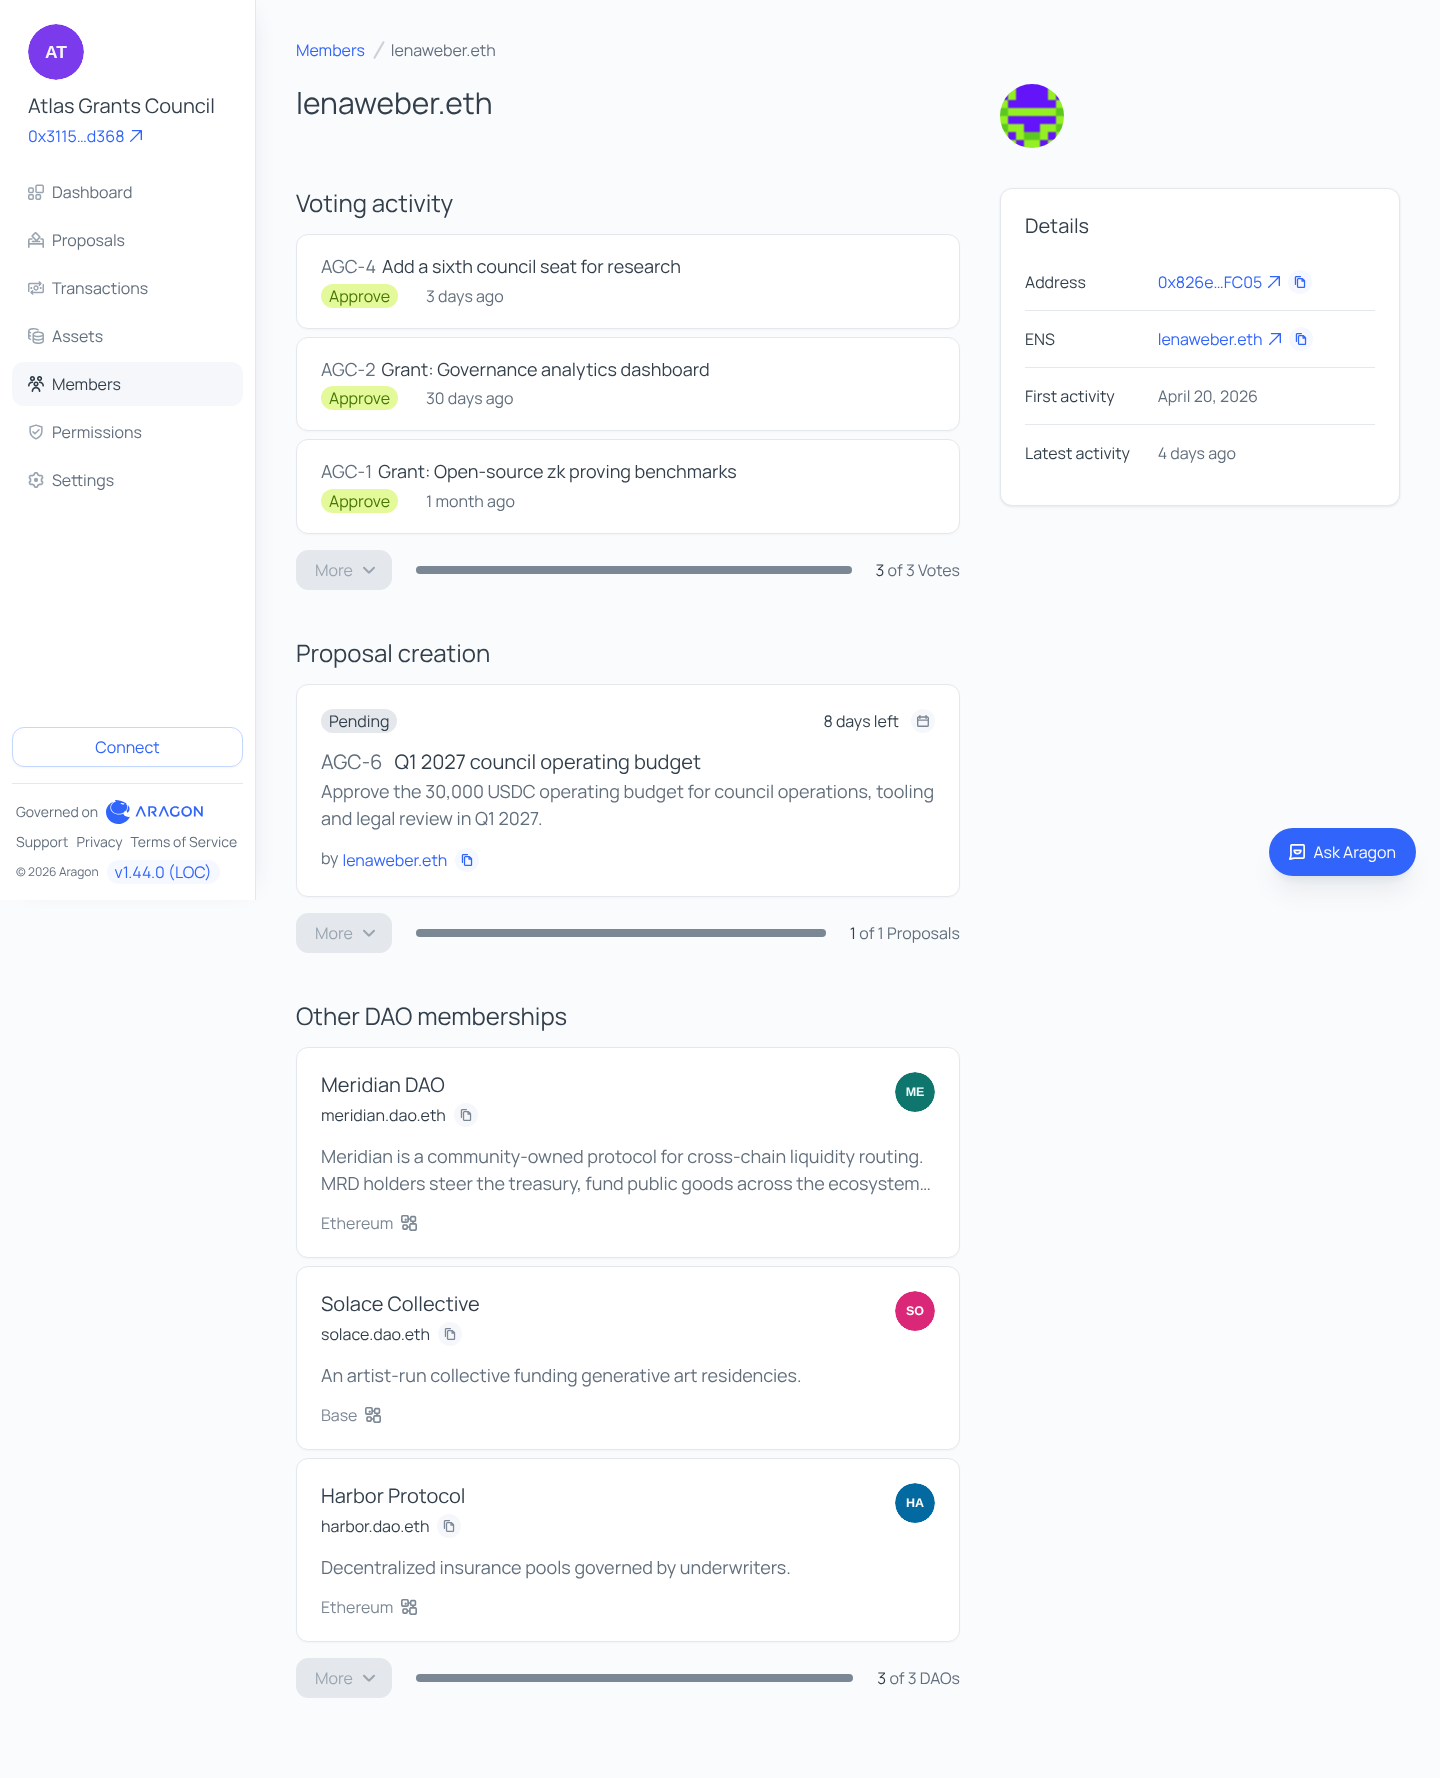 AT
Atlas Grants Council
0x3115…d368
Dashboard
Proposals
Transactions
Assets
Members
Permissions
Settings
Connect
Governed on ARAGON
Support Privacy Terms of Service
© 2026 Aragon v1.44.0 (LOC)
Members / lenaweber.eth
lenaweber.eth
Voting activity
AGC-4 Add a sixth council seat for research
Approve 3 days ago
AGC-2 Grant: Governance analytics dashboard
Approve 30 days ago
AGC-1 Grant: Open-source zk proving benchmarks
Approve 1 month ago
More 3 of 3 Votes
Proposal creation
Pending 8 days left
AGC-6 Q1 2027 council operating budget
Approve the 30,000 USDC operating budget for council operations, tooling
and legal review in Q1 2027.
by lenaweber.eth
More 1 of 1 Proposals
Other DAO memberships
Meridian DAO ME
meridian.dao.eth
Meridian is a community-owned protocol for cross-chain liquidity routing.
MRD holders steer the treasury, fund public goods across the ecosystem…
Ethereum
Solace Collective SO
solace.dao.eth
An artist-run collective funding generative art residencies.
Base
Harbor Protocol HA
harbor.dao.eth
Decentralized insurance pools governed by underwriters.
Ethereum
More 3 of 3 DAOs
Details
Address 0x826e…FC05
ENS lenaweber.eth
First activity April 20, 2026
Latest activity 4 days ago
Ask Aragon